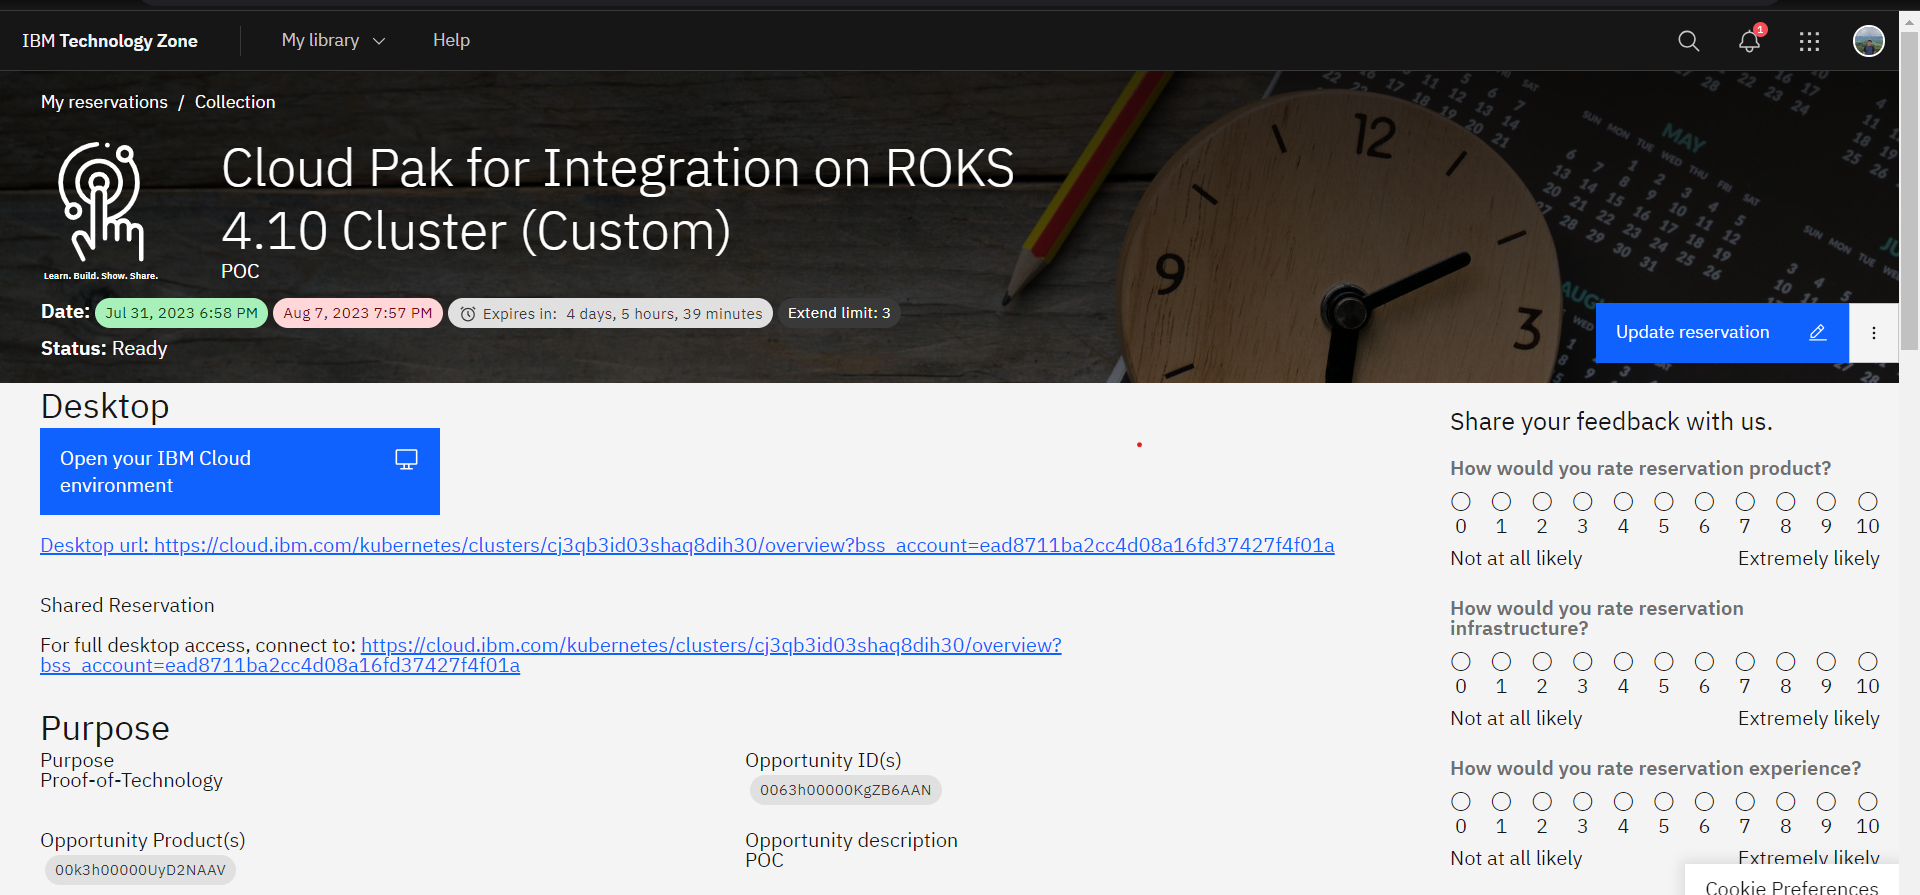 IBM Technology Zone
My library
Help
1
My reservations / Collection
Learn. Build. Show. Share.
Cloud Pak for Integration on ROKS
4.10 Cluster (Custom)
POC
Date: Jul 31, 2023 6:58 PM Aug 7, 2023 7:57 PM Expires in: 4 days, 5 hours, 39 minutes Extend limit: 3
Status: Ready
12
9
3
MAY
Update reservation
Desktop
Open your IBM Cloud
environment
Desktop url: https://cloud.ibm.com/kubernetes/clusters/cj3qb3id03shaq8dih30/overview?bss_account=ead8711ba2cc4d08a16fd37427f4f01a
Shared Reservation
For full desktop access, connect to: https://cloud.ibm.com/kubernetes/clusters/cj3qb3id03shaq8dih30/overview?
bss_account=ead8711ba2cc4d08a16fd37427f4f01a
Purpose
Purpose
Proof-of-Technology
Opportunity ID(s)
0063h00000KgZB6AAN
Opportunity Product(s)
00k3h00000UyD2NAAV
Opportunity description
POC
Share your feedback with us.
How would you rate reservation product?
0 1 2 3 4 5 6 7 8 9 10
Not at all likely Extremely likely
How would you rate reservation
infrastructure?
0 1 2 3 4 5 6 7 8 9 10
Not at all likely Extremely likely
How would you rate reservation experience?
0 1 2 3 4 5 6 7 8 9 10
Not at all likely Extremely likely
Cookie Preferences